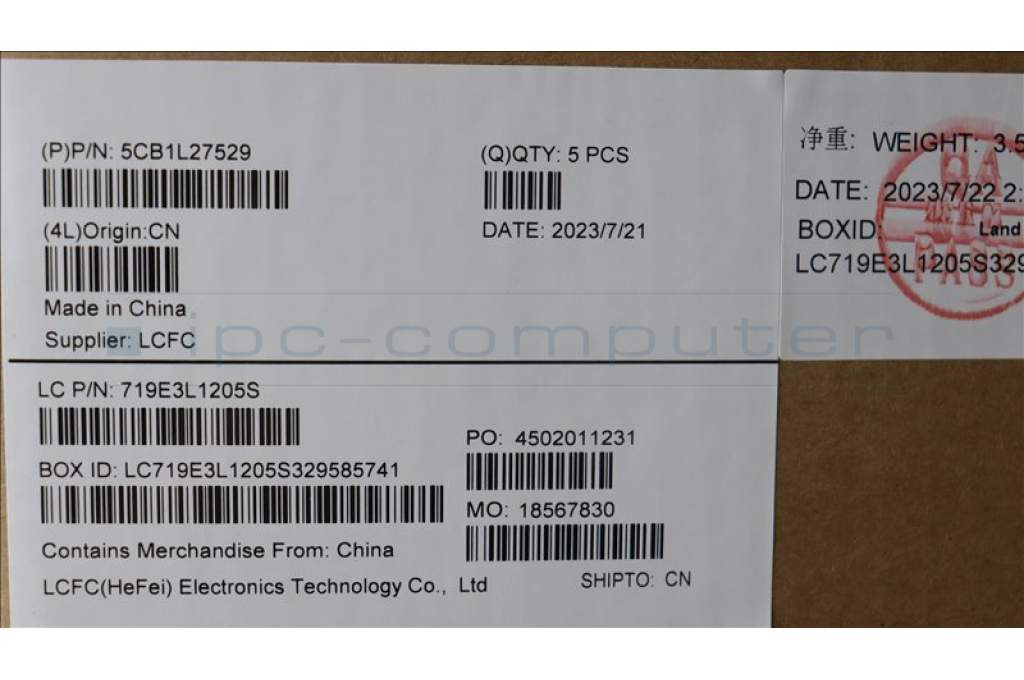 (P)P/N: 5CB1L27529
(Q)QTY: 5 PCS
(4L)Origin:CN
DATE: 2023/7/21
Made in China
Supplier: LCFC
ipc-computer
LC P/N: 719E3L1205S
PO: 4502011231
BOX ID: LC719E3L1205S329585741
MO: 18567830
Contains Merchandise From: China
LCFC(HeFei) Electronics Technology Co., Ltd
SHIPTO: CN
净重: WEIGHT: 3.5
DATE: 2023/7/22 2:
BOXID: Land
LC719E3L1205S329
QA
PASS